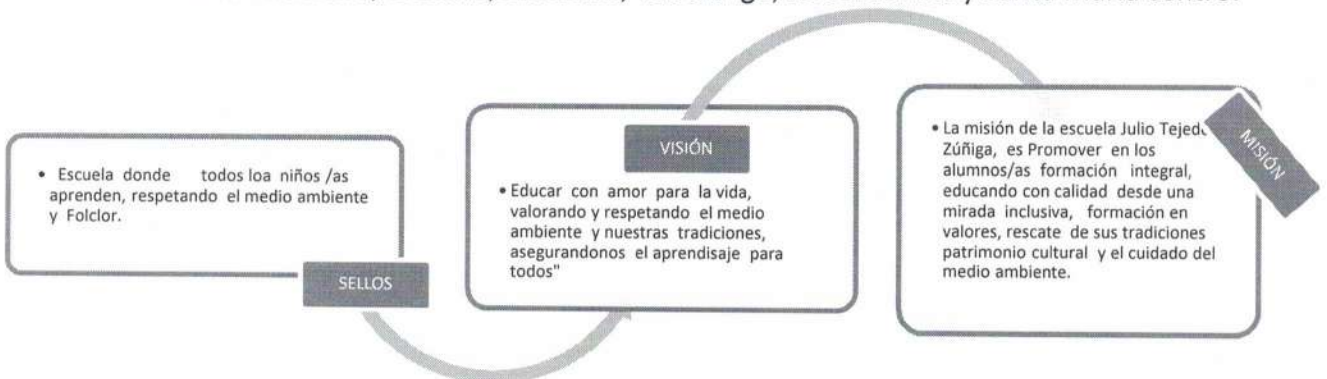 • Escuela donde todos loa niños /as
aprenden, respetando el medio ambiente
y Folclor.
SELLOS
VISIÓN
• Educar con amor para la vida,
valorando y respetando el medio
ambiente y nuestras tradiciones,
asegurandonos el aprendisaje para
todos"
MISIÓN
• La misión de la escuela Julio
Zúñiga, es Promover en los
alumnos/as formación integral,
educando con calidad desde una
mirada inclusiva, formación en
valores, rescate de sus tradiciones
patrimonio cultural y el cuidado del
medio ambiente.